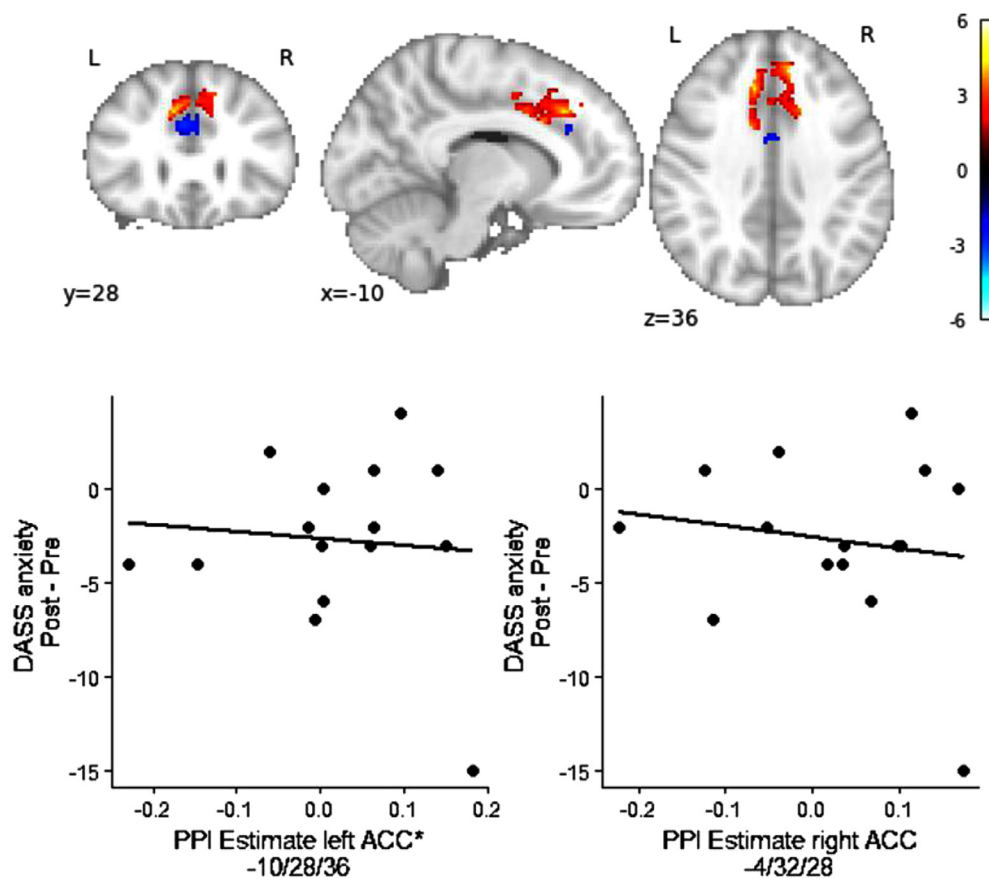 L
R
L
R
6
3
0
-3
-6
y=28
x=-10
z=36
DASS anxiety
Post - Pre
0
-5
-10
-15
-0.2
-0.1
0.0
0.1
0.2
PPI Estimate left ACC*
-10/28/36
DASS anxiety
Post - Pre
0
-5
-10
-15
-0.2
-0.1
0.0
0.1
PPI Estimate right ACC
-4/32/28